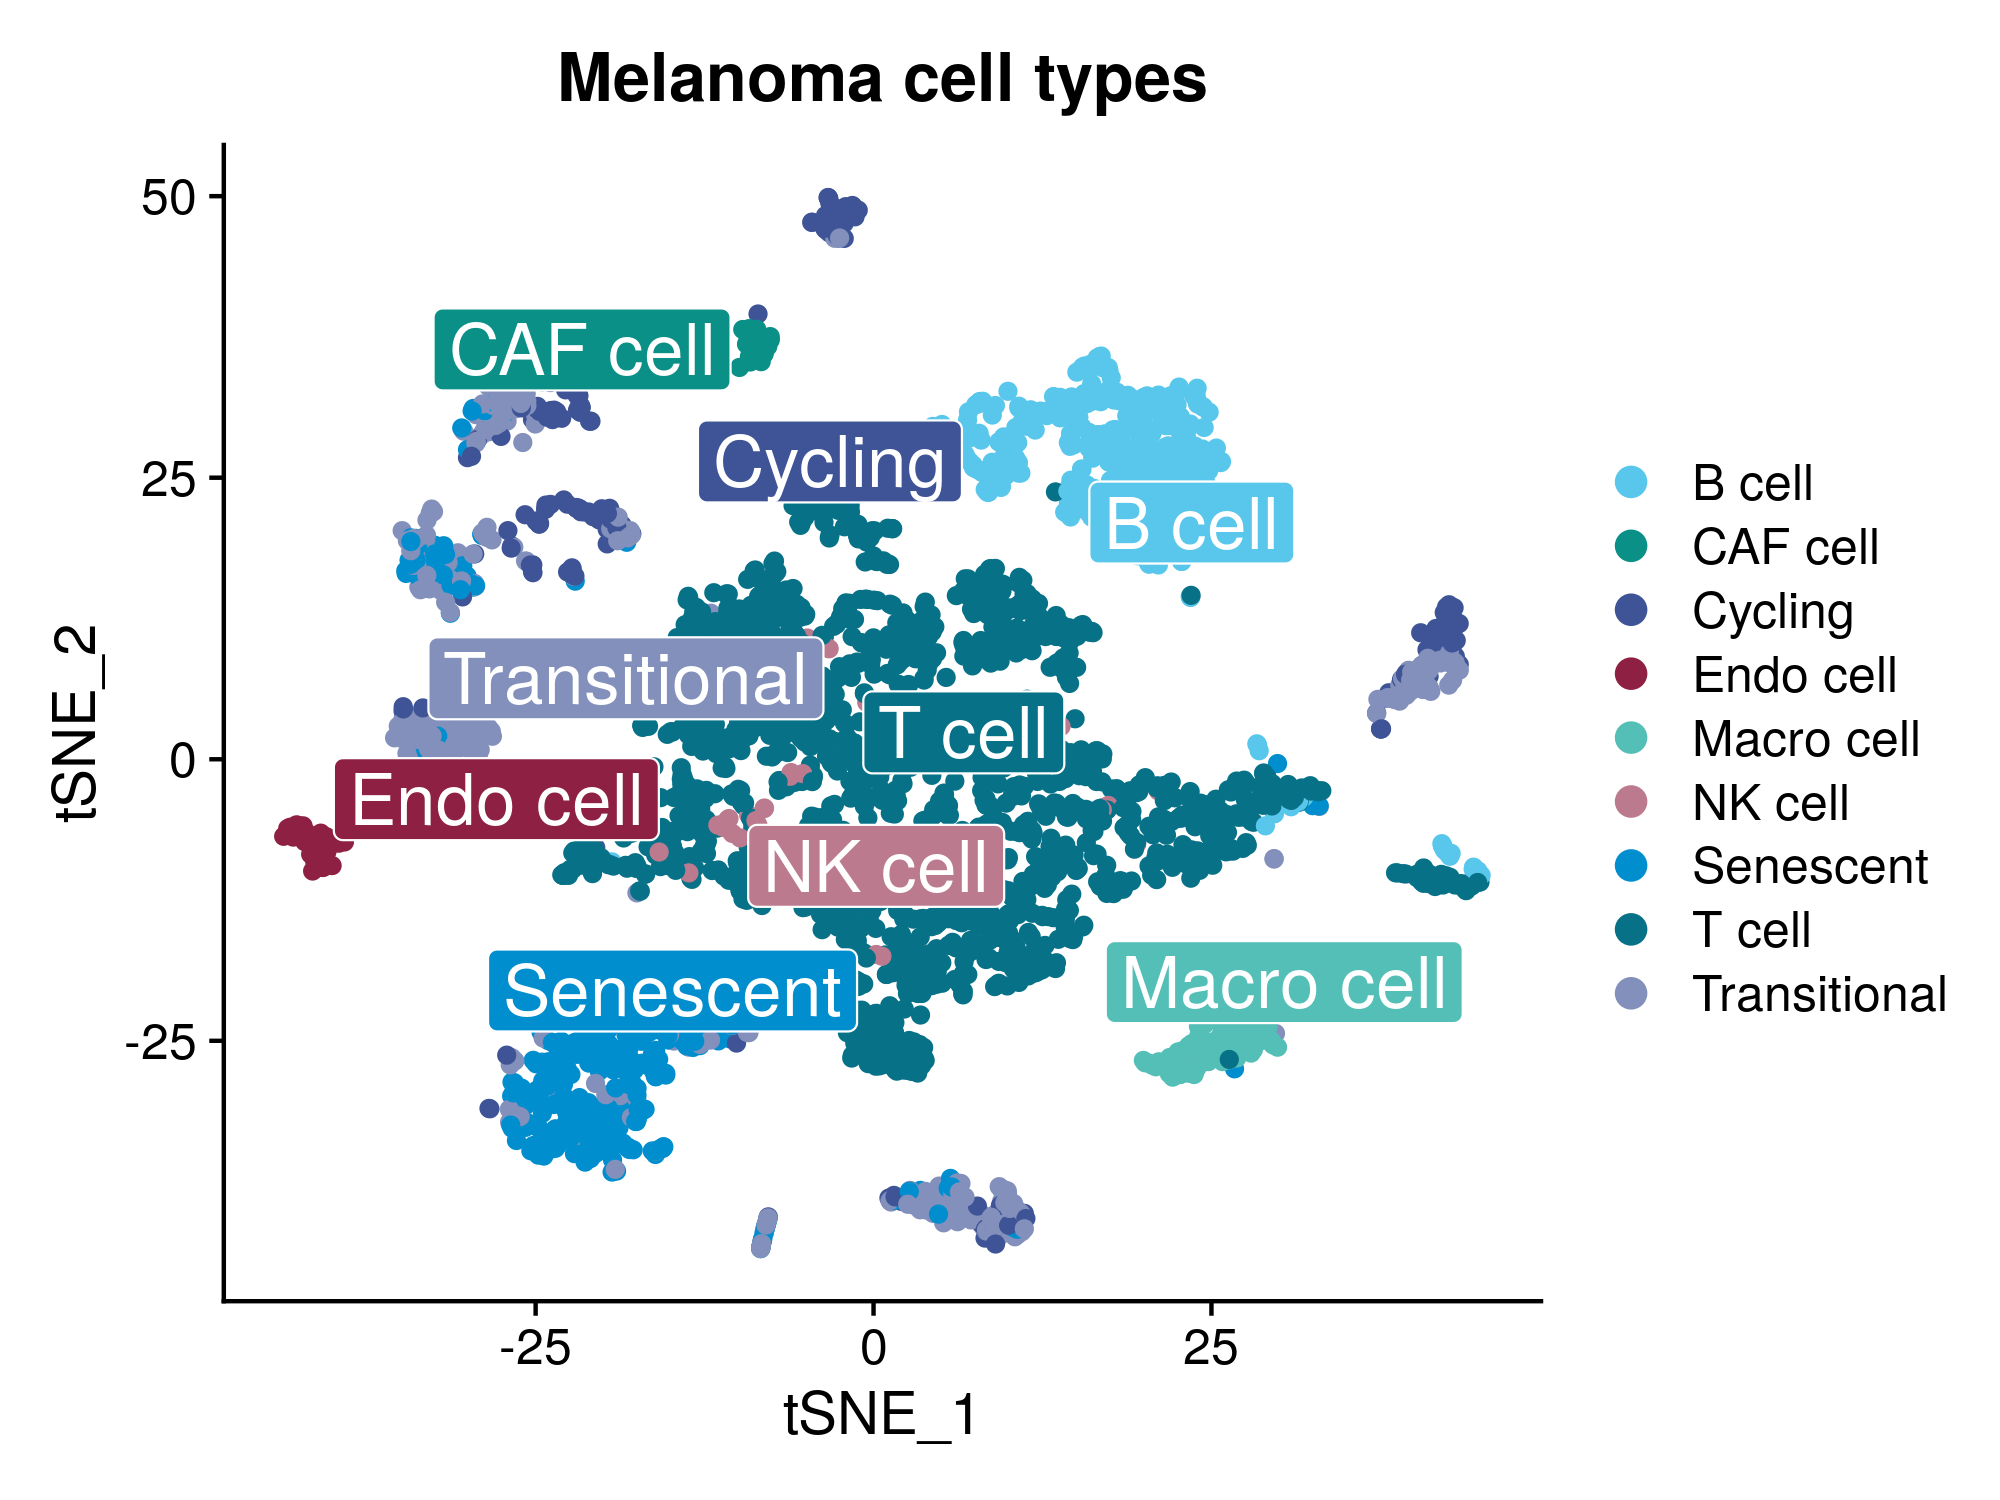 Melanoma cell types
50
25
0
-25
tSNE_2
CAF cell
Cycling
B cell
Transitional
T cell
Endo cell
NK cell
Senescent
Macro cell
-25
0
25
tSNE_1
B cell
CAF cell
Cycling
Endo cell
Macro cell
NK cell
Senescent
T cell
Transitional